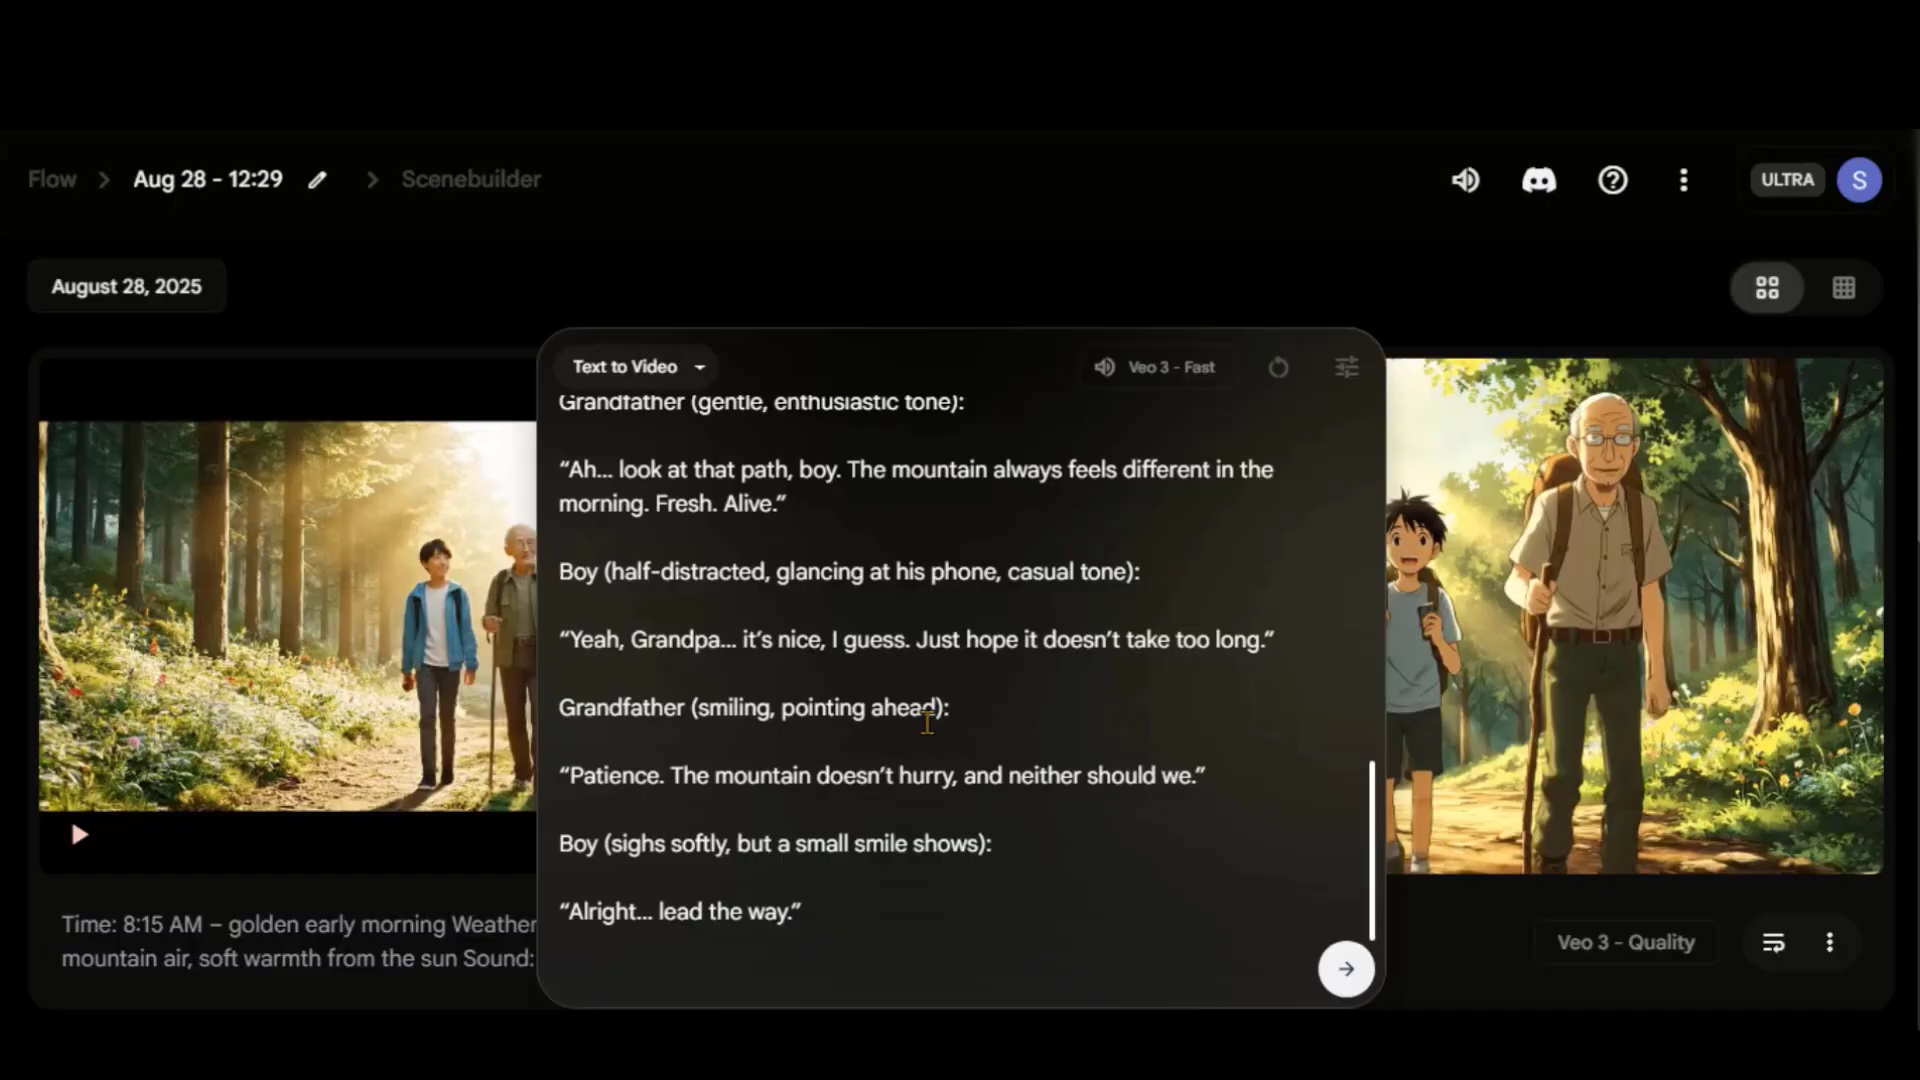 Flow
Aug 28 - 12:29
Scenebuilder
ULTRA
S
August 28, 2025
Text to Video
Veo 3 - Fast
Grandfather (gentle, enthusiastic tone):
“Ah... look at that path, boy. The mountain always feels different in the
morning. Fresh. Alive.”
Boy (half-distracted, glancing at his phone, casual tone):
“Yeah, Grandpa... it’s nice, I guess. Just hope it doesn’t take too long.”
Grandfather (smiling, pointing ahead):
“Patience. The mountain doesn’t hurry, and neither should we.”
Boy (sighs softly, but a small smile shows):
“Alright... lead the way.”
Time: 8:15 AM – golden early morning Weather
mountain air, soft warmth from the sun Sound:
Veo 3 - Quality